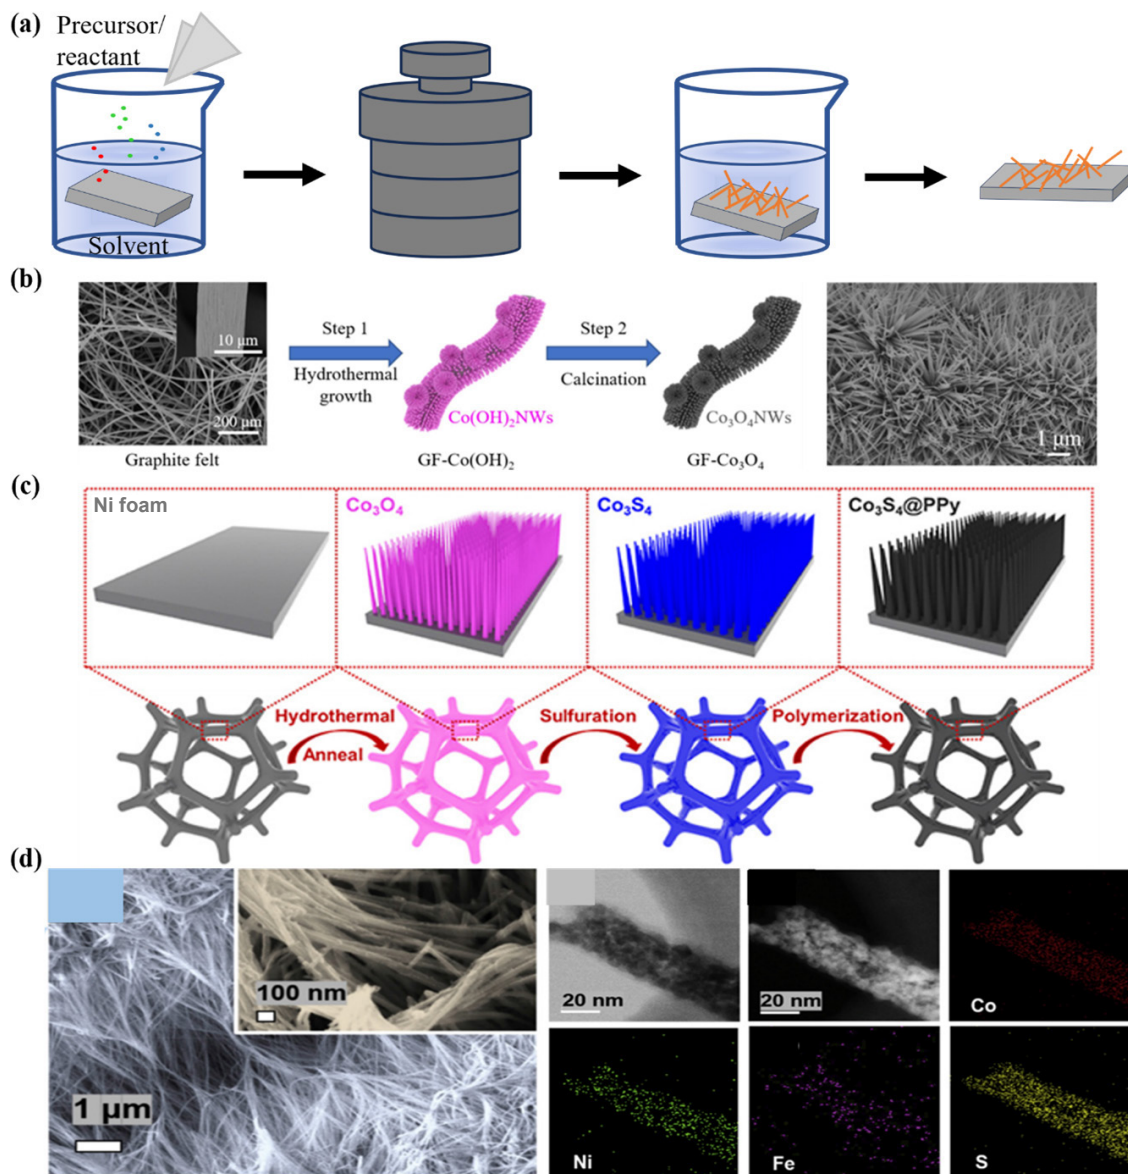 (a)
Precursor/
reactant
Solvent
(b)
10 μm
200 μm
Graphite felt
Step 1
Hydrothermal
growth
Co(OH)₂NWs
GF-Co(OH)₂
Step 2
Calcination
Co₃O₄NWs
GF-Co₃O₄
1 μm
(c)
Ni foam
Co₃O₄
Co₃S₄
Co₃S₄@PPy
Hydrothermal
Anneal
Sulfuration
Polymerization
(d)
100 nm
1 μm
20 nm
20 nm
Co
Ni
Fe
S